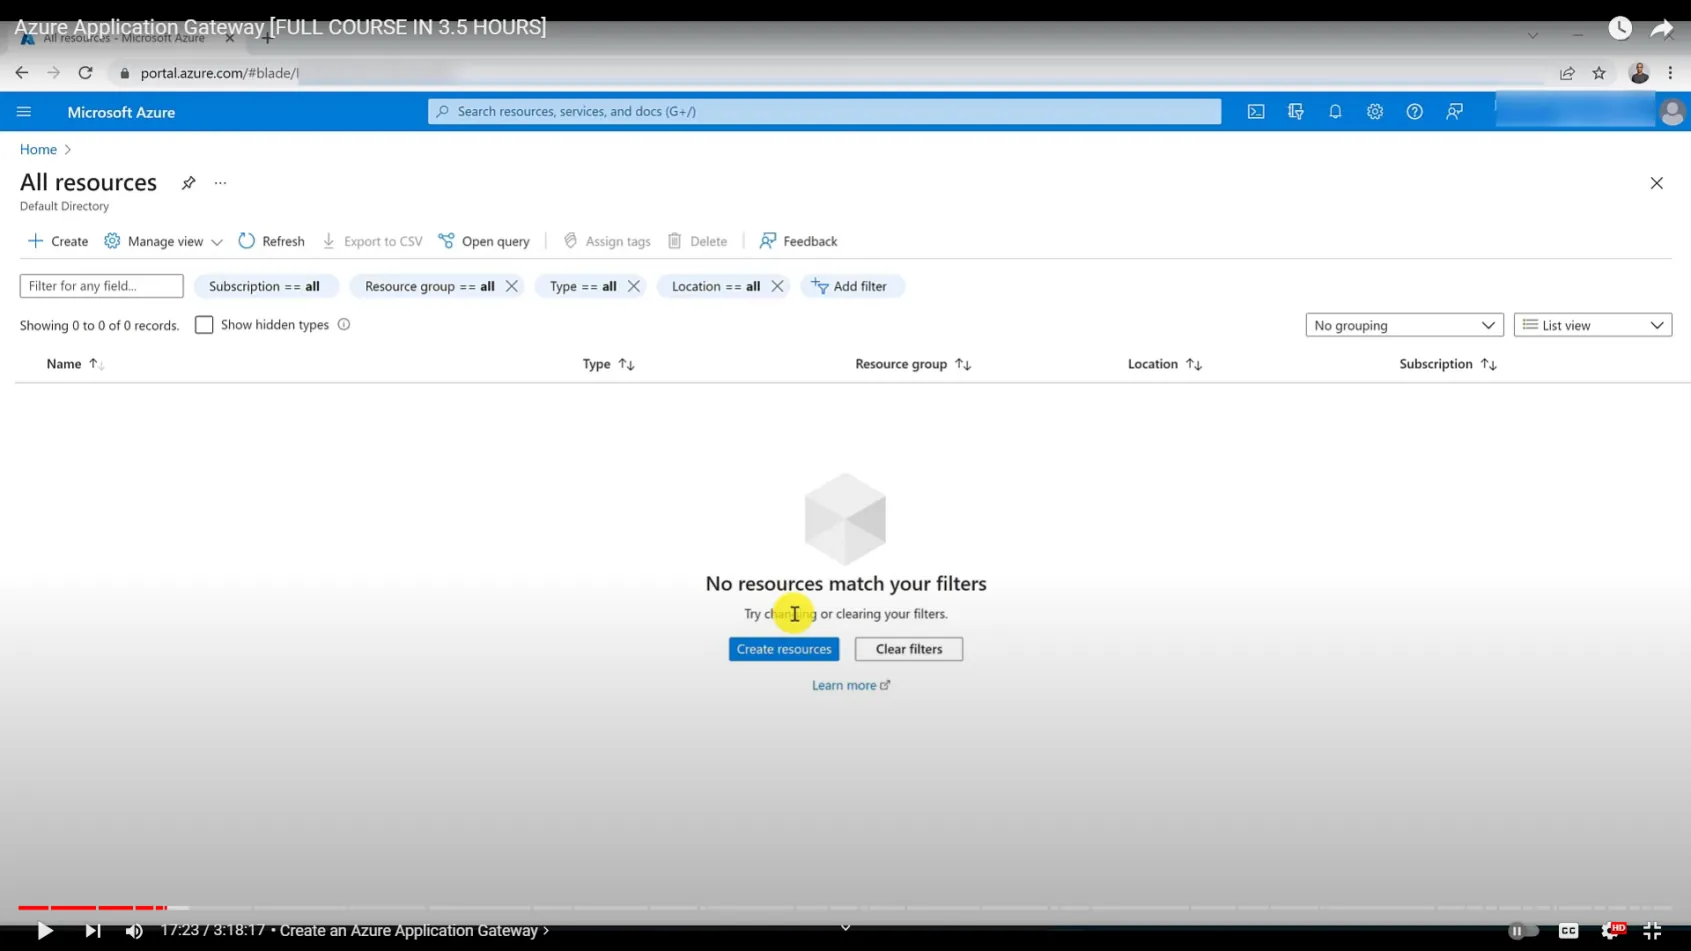 Azure Application Gateway [FULL COURSE IN 3.5 HOURS]
All resources - Microsoft Azure
portal.azure.com/#blade/
Microsoft Azure
Search resources, services, and docs (G+/)
Home
All resources
Default Directory
Create Manage view Refresh Export to CSV Open query Assign tags Delete Feedback
Filter for any field... Subscription == all Resource group == all Type == all Location == all Add filter
Showing 0 to 0 of 0 records. Show hidden types No grouping List view
Name Type Resource group Location Subscription
No resources match your filters
Try changing or clearing your filters.
Create resources Clear filters
Learn more
17:23 / 3:18:17 • Create an Azure Application Gateway CC HD